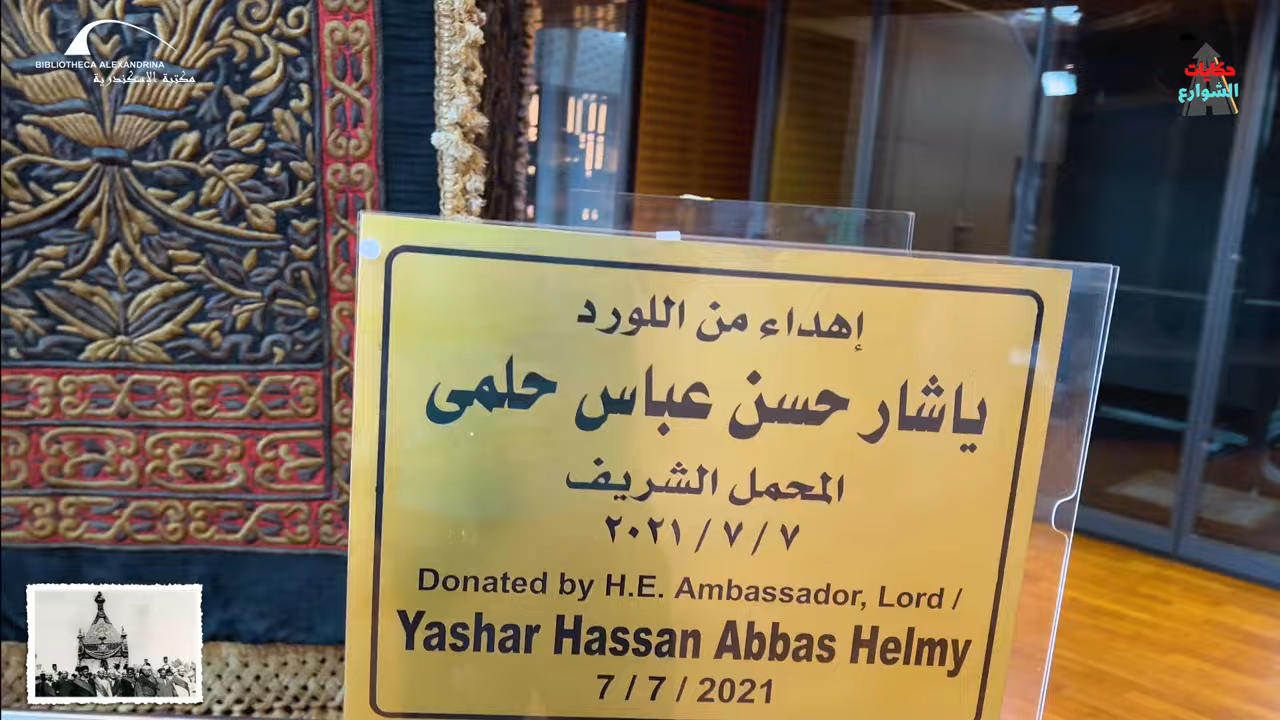 BIBLIOTHECA ALEXANDRINA
مكتبة الإسكندرية
حكايات
الشوارع
إهداء من اللورد
ياشار حسن عباس حلمى
المحمل الشريف
٢٠٢١ / ٧ / ٧
Donated by H.E. Ambassador, Lord /
Yashar Hassan Abbas Helmy
7 / 7 / 2021